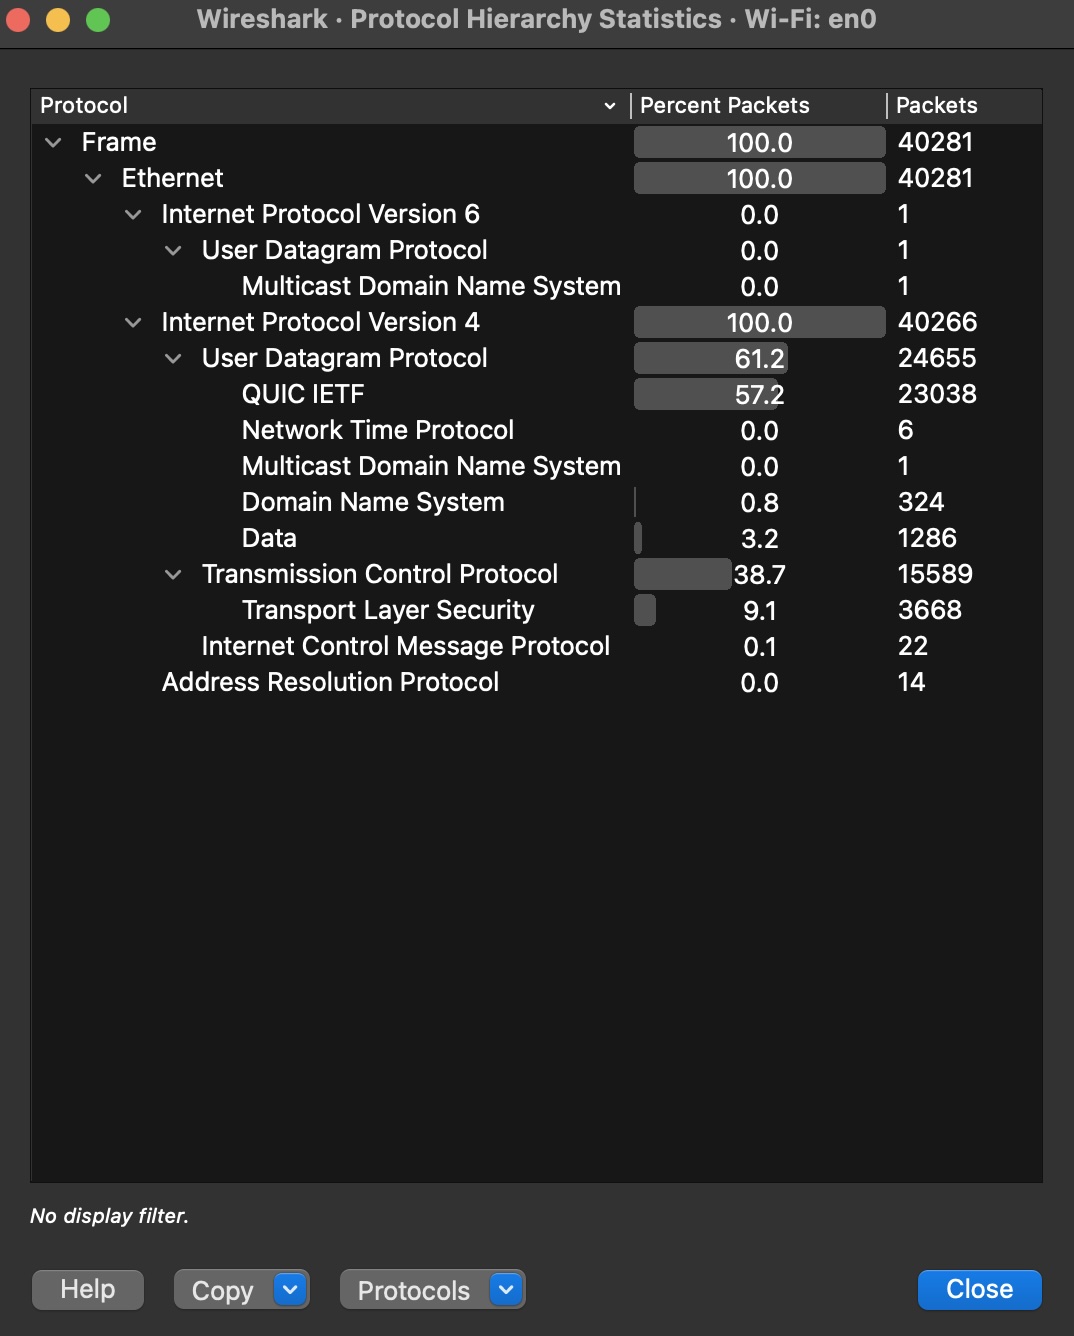 Wireshark · Protocol Hierarchy Statistics · Wi-Fi: en0
Protocol Percent Packets Packets
Frame 100.0 40281
Ethernet 100.0 40281
Internet Protocol Version 6 0.0 1
User Datagram Protocol 0.0 1
Multicast Domain Name System 0.0 1
Internet Protocol Version 4 100.0 40266
User Datagram Protocol 61.2 24655
QUIC IETF 57.2 23038
Network Time Protocol 0.0 6
Multicast Domain Name System 0.0 1
Domain Name System 0.8 324
Data 3.2 1286
Transmission Control Protocol 38.7 15589
Transport Layer Security 9.1 3668
Internet Control Message Protocol 0.1 22
Address Resolution Protocol 0.0 14
No display filter.
Help Copy Protocols Close